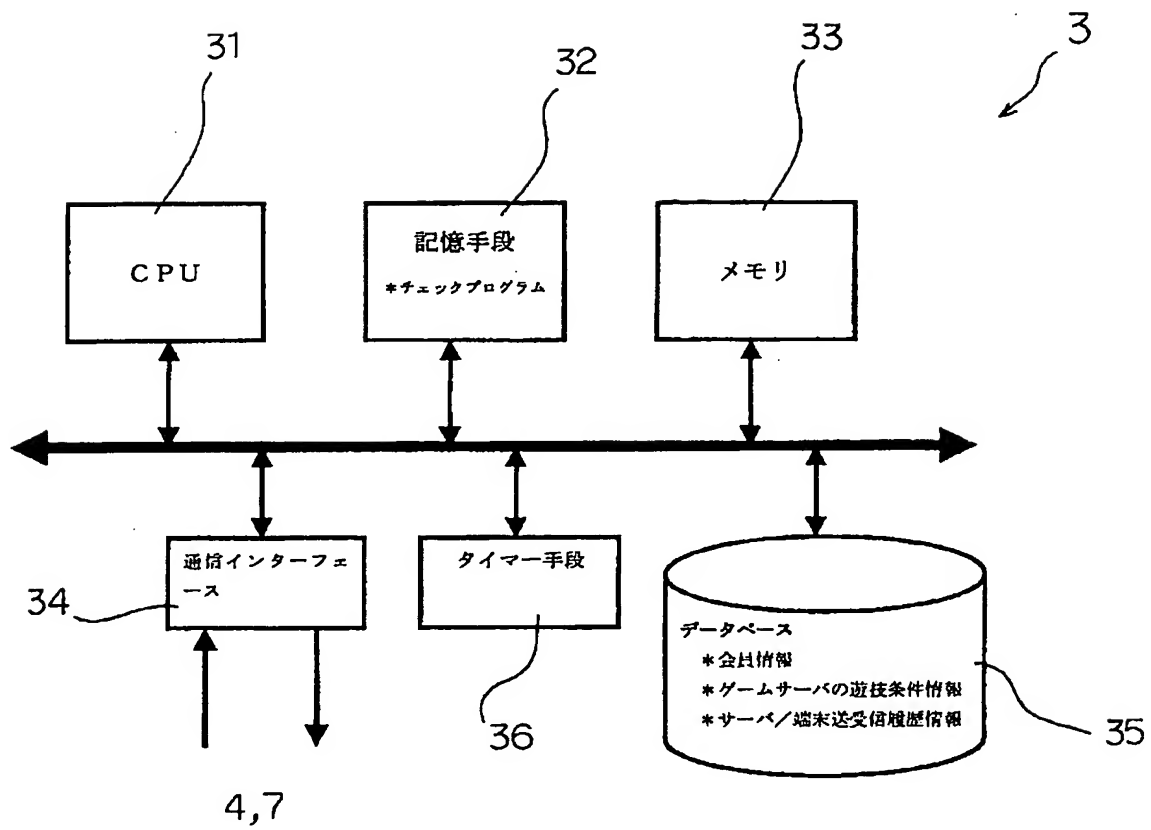 3
31
32
33
CPU
記憶手段
*チェックプログラム
メモリ
通信インターフェ
ース
34
タイマー手段
36
データベース
*会員情報
*ゲームサーバの遊技条件情報
*サーバ/端末送受信履歴情報
35
4,7